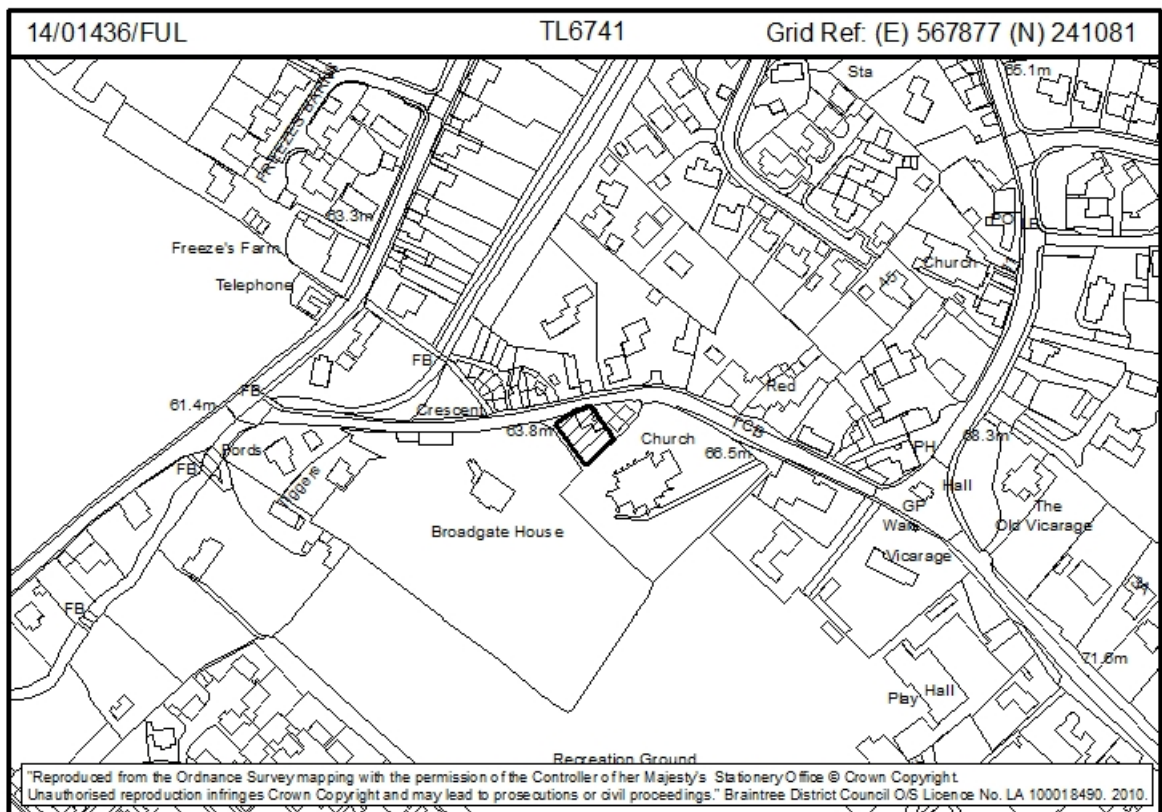 14/01436/FUL TL6741 Grid Ref: (E) 567877 (N) 241081
65.1m
Sta
63.3m
PO
LB
Freeze's Farm
Church
Telephone
45
FB
Red
FB
61.4m
Crescent
63.8m
TCB
Church
66.5m
PH
68.3m
Fords
FB
Hall
GP
The
Old Vicarage
Broadgate House
Vicarage
FB
71.6m
Play
Hall
Recreation Ground
"Reproduced from the Ordnance Survey mapping with the permission of the Controller of her Majesty's Stationery Office © Crown Copyright.
Unauthorised reproduction infringes Crown Copyright and may lead to prosecutions or civil proceedings." Braintree District Council O/S Licence No. LA 100018490. 2010.